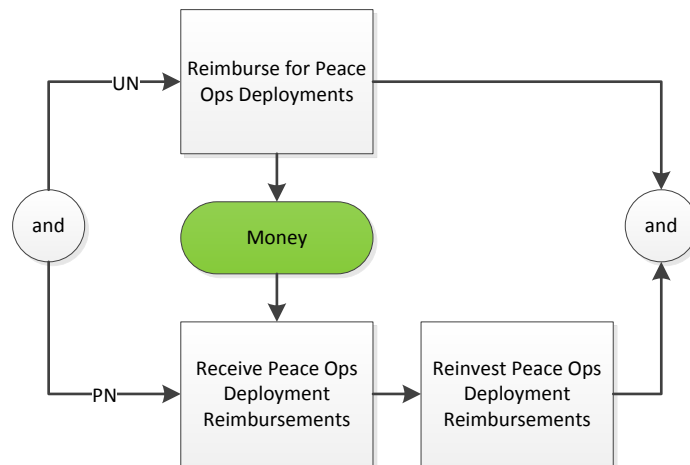 Reimburse for Peace
Ops Deployments
UN
and
Money
and
PN
Receive Peace Ops
Deployment
Reimbursements
Reinvest Peace Ops
Deployment
Reimbursements